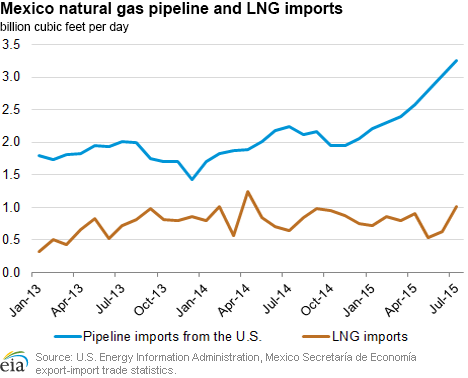 Mexico natural gas pipeline and LNG imports
billion cubic feet per day
3.5
3.0
2.5
2.0
1.5
1.0
0.5
0.0
Jan-13
Apr-13
Jul-13
Oct-13
Jan-14
Apr-14
Jul-14
Oct-14
Jan-15
Apr-15
Jul-15
Pipeline imports from the U.S.
LNG imports
eia
Source: U.S. Energy Information Administration, Mexico Secretaría de Economía
export-import trade statistics.